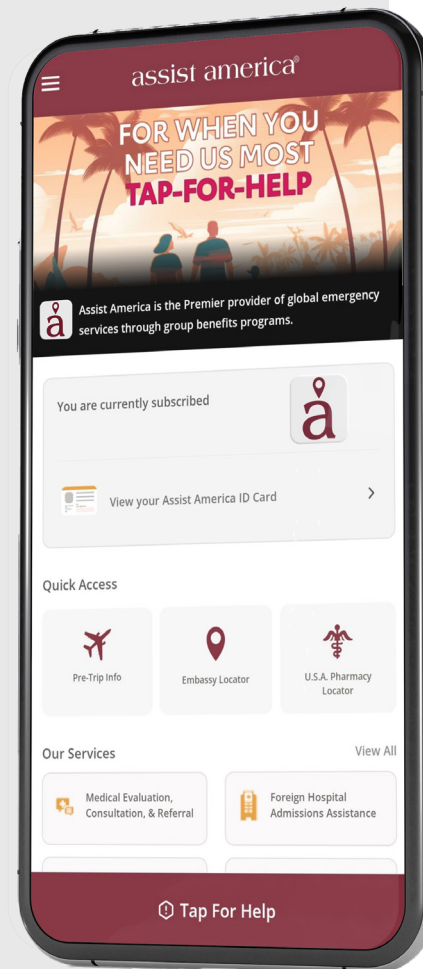 assist america®
FOR WHEN YOU
NEED US MOST
TAP-FOR-HELP
å
Assist America is the Premier provider of global emergency
services through group benefits programs.
You are currently subscribed
å
View your Assist America ID Card
Quick Access
Pre-Trip Info
Embassy Locator
U.S.A. Pharmacy
Locator
Our Services
View All
Medical Evaluation,
Consultation, & Referral
Foreign Hospital
Admissions Assistance
Tap For Help